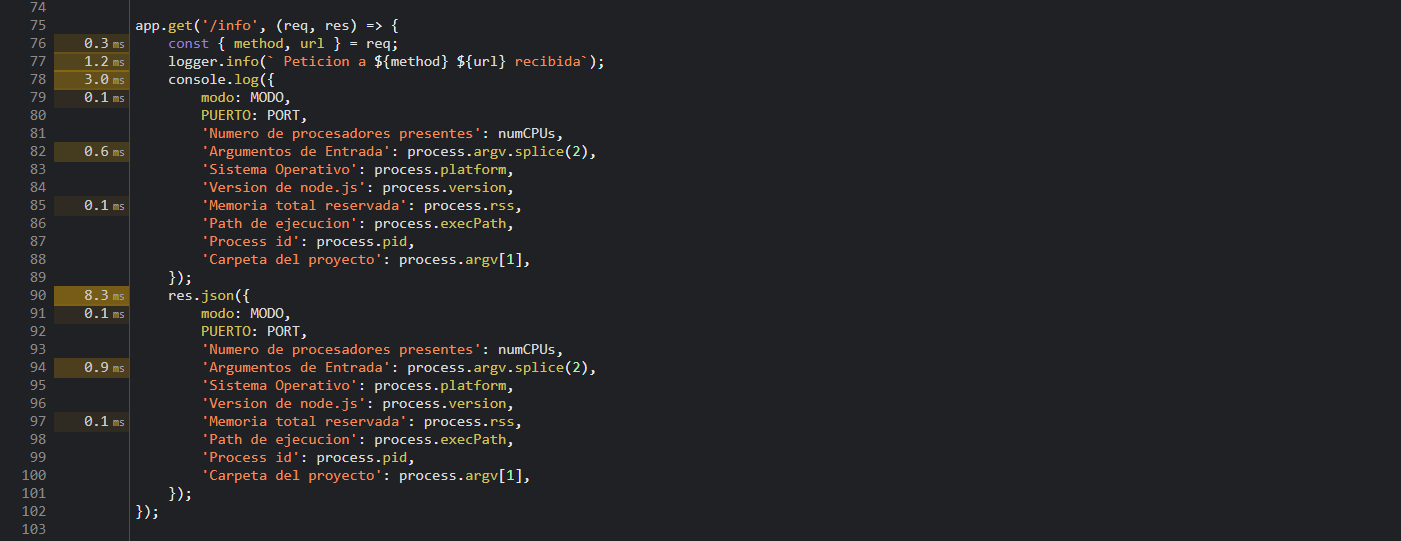 74
75 app.get('/info', (req, res) => {
76 0.3 ms const { method, url } = req;
77 1.2 ms logger.info(` Peticion a ${method} ${url} recibida`);
78 3.0 ms console.log({
79 0.1 ms modo: MODO,
80 PUERTO: PORT,
81 'Numero de procesadores presentes': numCPUs,
82 0.6 ms 'Argumentos de Entrada': process.argv.splice(2),
83 'Sistema Operativo': process.platform,
84 'Version de node.js': process.version,
85 0.1 ms 'Memoria total reservada': process.rss,
86 'Path de ejecucion': process.execPath,
87 'Process id': process.pid,
88 'Carpeta del proyecto': process.argv[1],
89 });
90 8.3 ms res.json({
91 0.1 ms modo: MODO,
92 PUERTO: PORT,
93 'Numero de procesadores presentes': numCPUs,
94 0.9 ms 'Argumentos de Entrada': process.argv.splice(2),
95 'Sistema Operativo': process.platform,
96 'Version de node.js': process.version,
97 0.1 ms 'Memoria total reservada': process.rss,
98 'Path de ejecucion': process.execPath,
99 'Process id': process.pid,
100 'Carpeta del proyecto': process.argv[1],
101 });
102 });
103